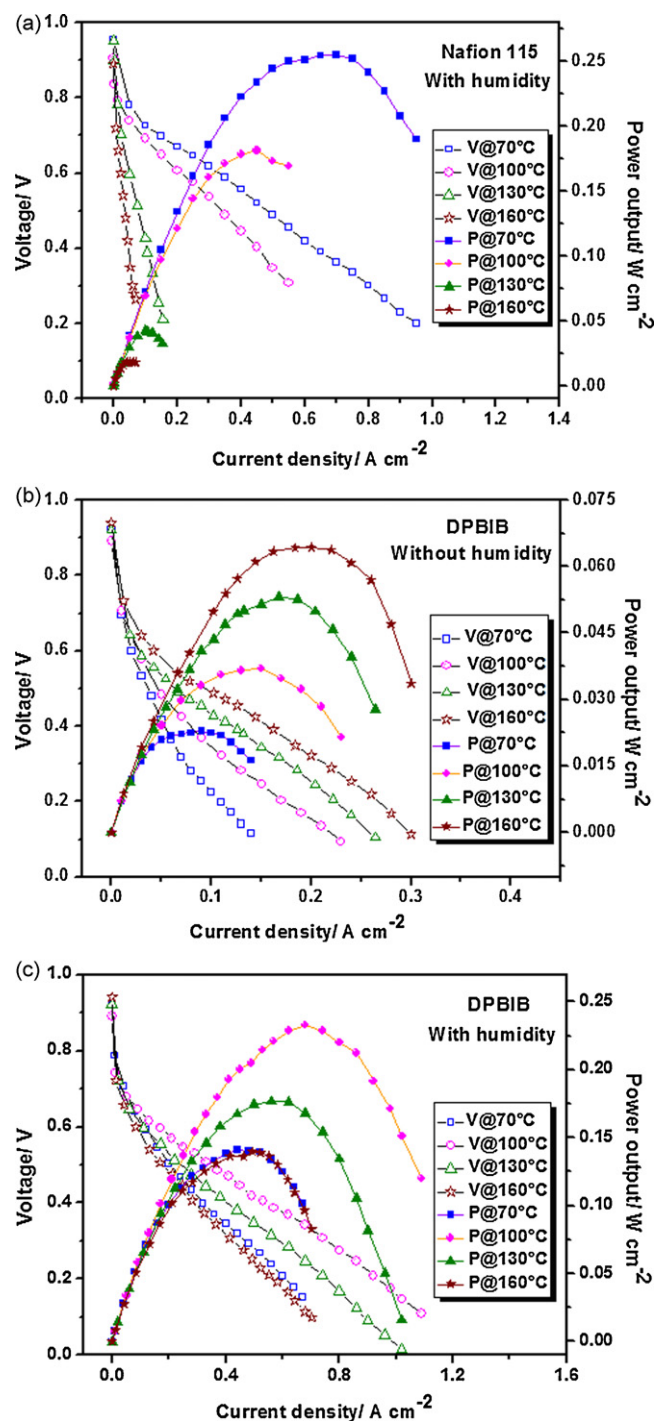 (a)
Nafion 115
With humidity
V@70°C
V@100°C
V@130°C
V@160°C
P@70°C
P@100°C
P@130°C
P@160°C
Voltage/ V
1.0
0.8
0.6
0.4
0.2
0.0
0.0 0.2 0.4 0.6 0.8 1.0 1.2 1.4
Current density/ A cm-2
0.25
0.20
0.15
0.10
0.05
0.00
Power output/ W cm-2
(b)
DPBIB
Without humidity
V@70°C
V@100°C
V@130°C
V@160°C
P@70°C
P@100°C
P@130°C
P@160°C
Voltage/ V
1.0
0.8
0.6
0.4
0.2
0.0
0.0 0.1 0.2 0.3 0.4
Current density/ A cm-2
0.075
0.060
0.045
0.030
0.015
0.000
Power output/ W cm-2
(c)
DPBIB
With humidity
V@70°C
V@100°C
V@130°C
V@160°C
P@70°C
P@100°C
P@130°C
P@160°C
Voltage/ V
1.0
0.8
0.6
0.4
0.2
0.0
0.0 0.4 0.8 1.2 1.6
Current density/ A cm-2
0.25
0.20
0.15
0.10
0.05
0.00
Power output/ W cm-2